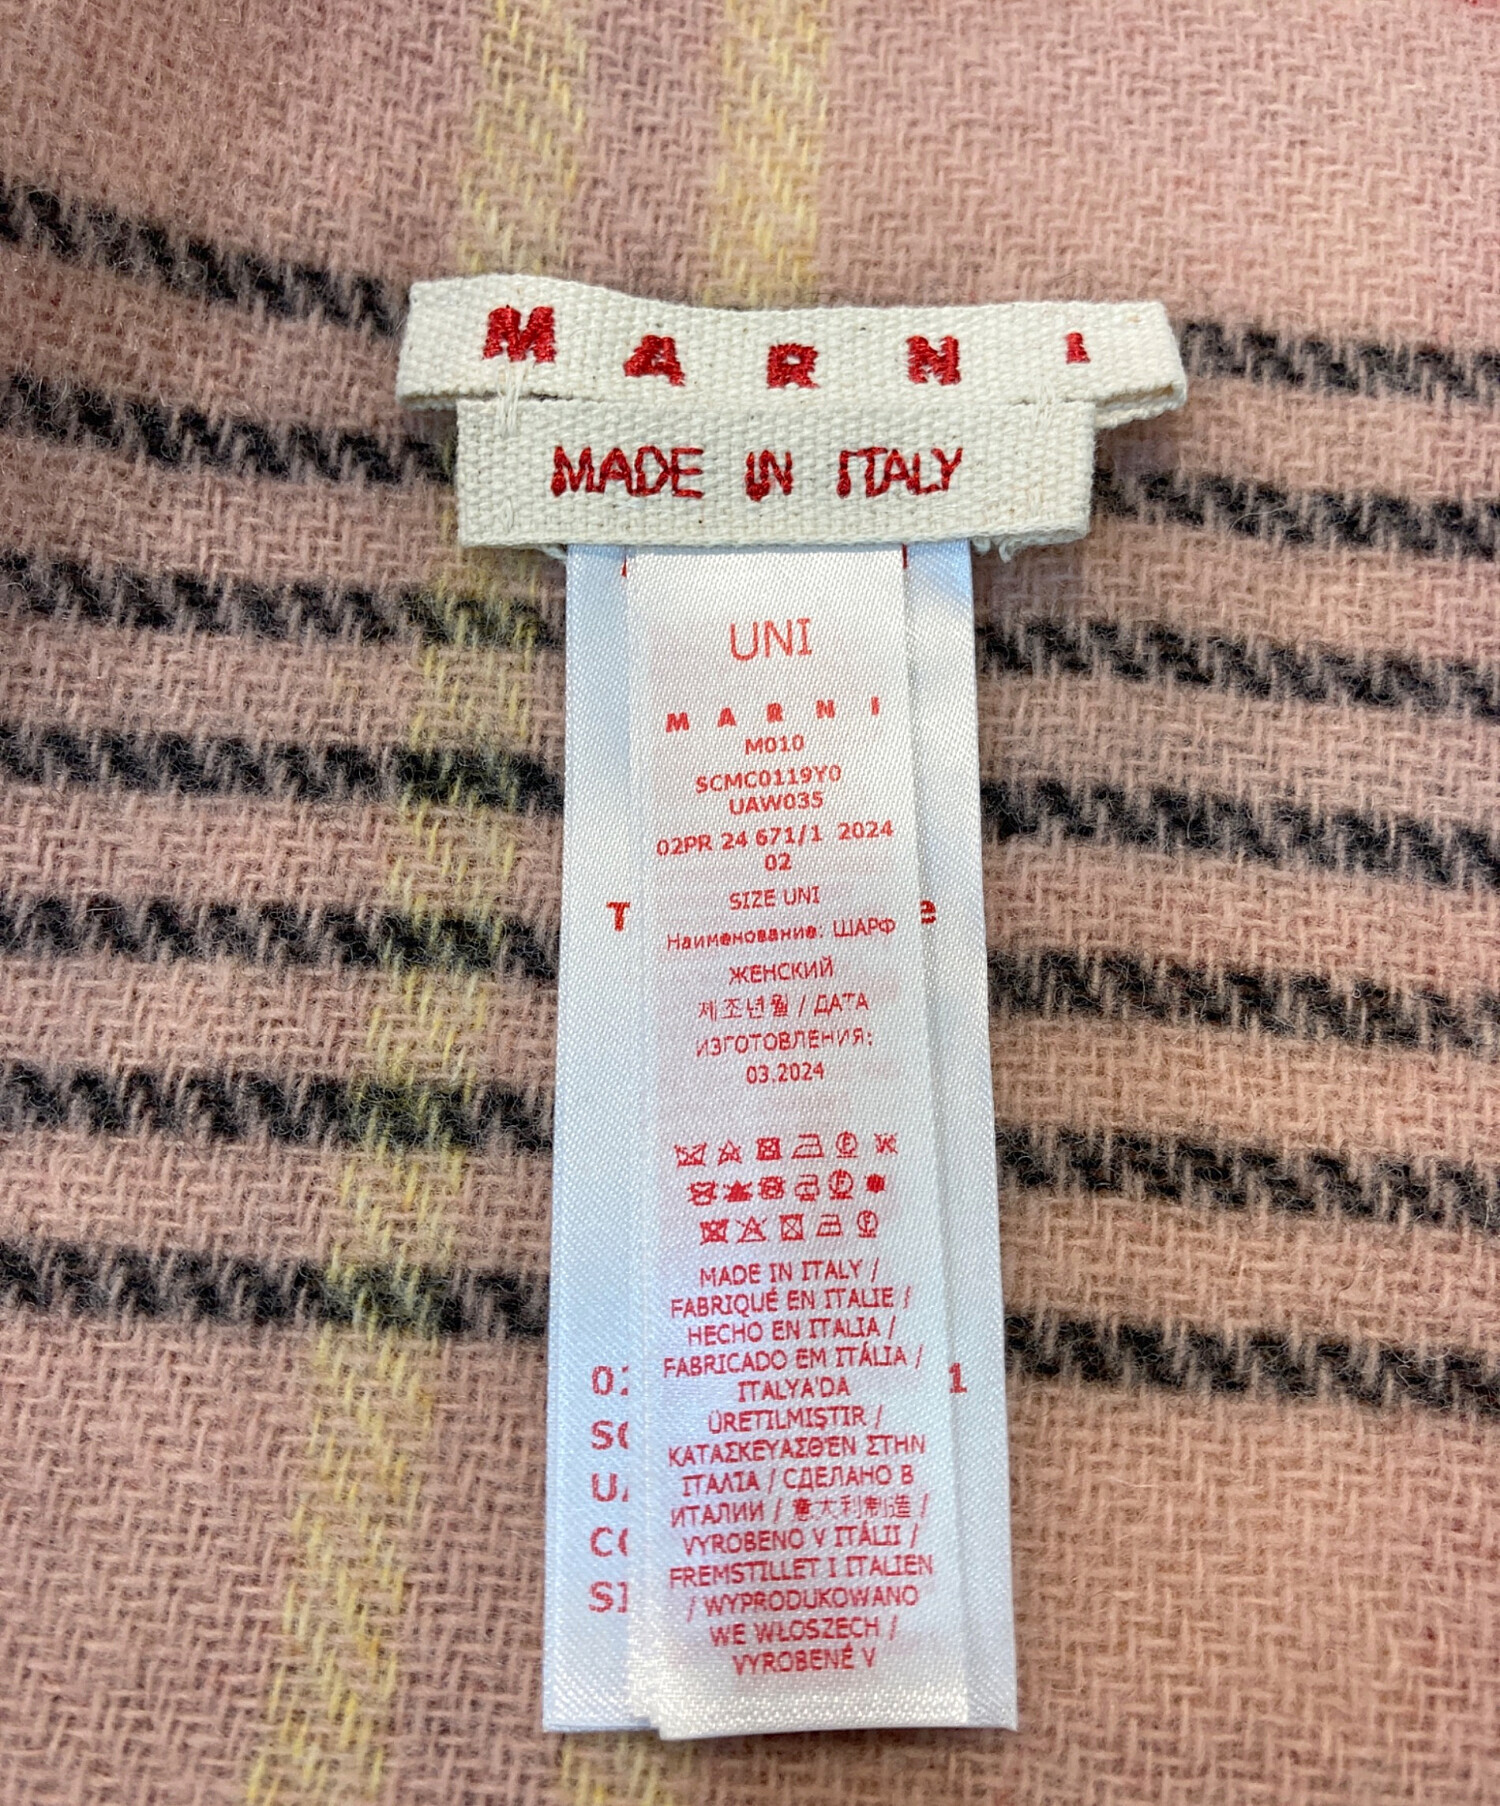 MARNI
MADE IN ITALY
UNI
MARNI
M010
SCMC0119Y0
UAW035
02PR 24 671/1 2024
02
SIZE UNI
Наименование: ШАРФ
ЖЕНСКИЙ
제조년월 / ДАТА
ИЗГОТОВЛЕНИЯ:
03.2024
MADE IN ITALY /
FABRIQUÉ EN ITALIE /
HECHO EN ITALIA /
FABRICADO EM ITÁLIA /
ITALYA'DA
ÜRETILMIŞTIR /
ΚΑΤΑΣΚΕΥΑΣΘΈΝ ΣΤΗΝ
ΙΤΑΛΊΑ / СДЕЛАНО В
ИТАЛИИ / 意大利制造 /
VYROBENO V ITÁLII /
FREMSTILLET I ITALIEN
/ WYPRODUKOWANO
WE WŁOSZECH /
VYROBENÉ V